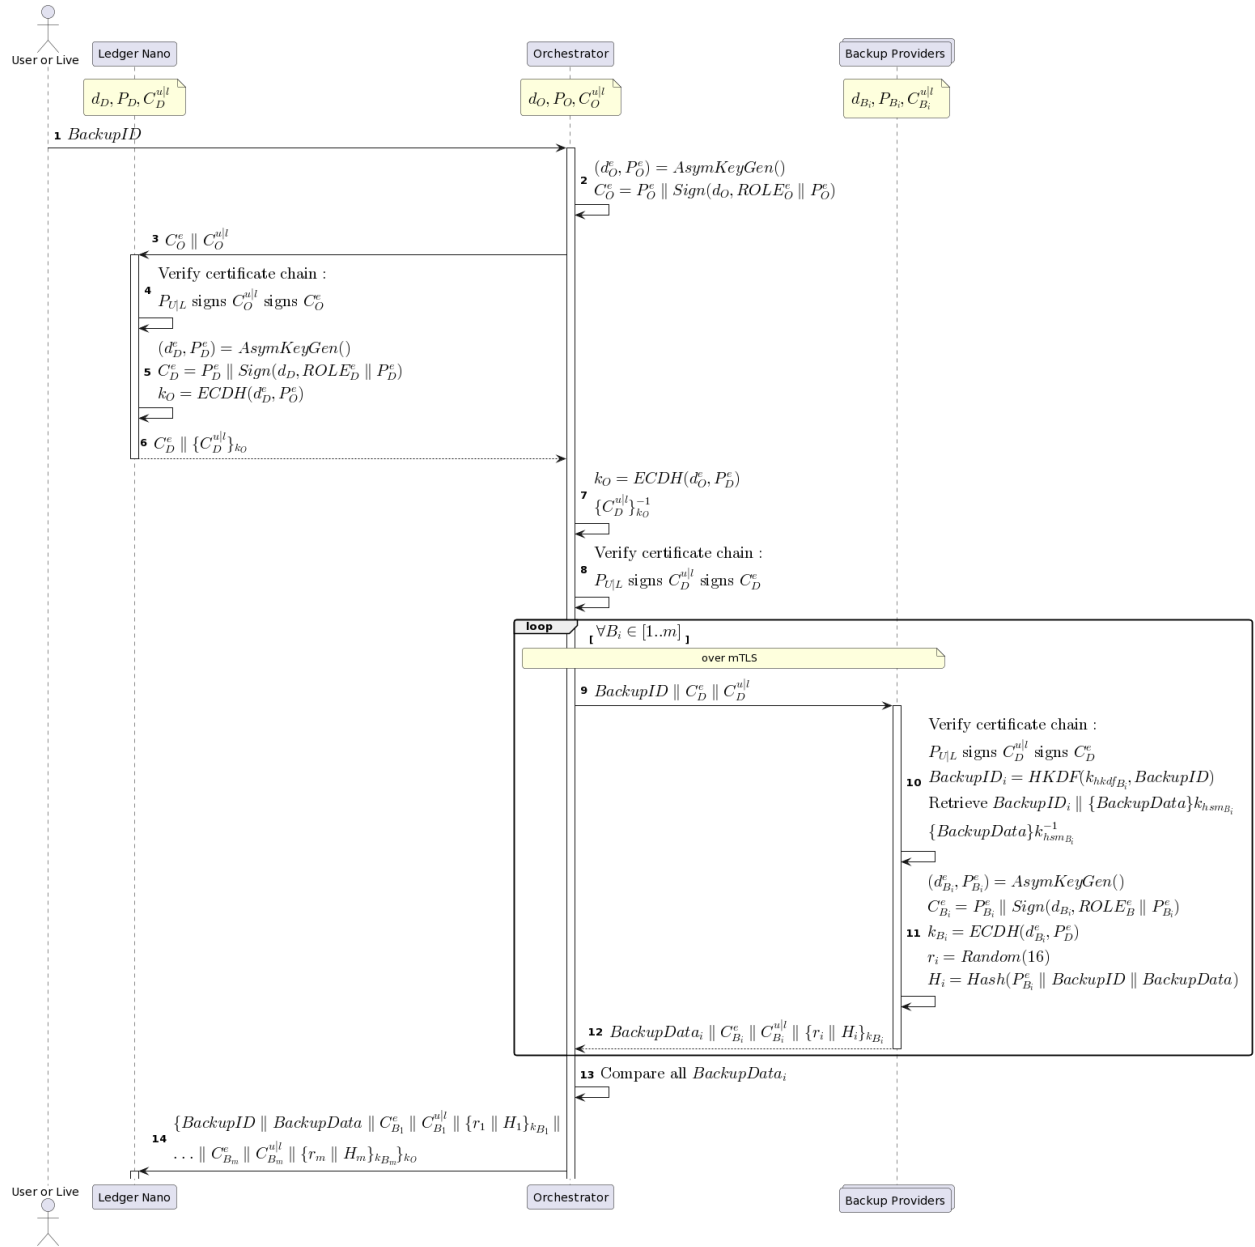 User or Live
Ledger Nano
Orchestrator
Backup Providers
d_D, P_D, C_D^{u|l}
d_O, P_O, C_O^{u|l}
d_{B_i}, P_{B_i}, C_{B_i}^{u|l}
1 BackupID
2 (d_O^e, P_O^e) = AsymKeyGen()
C_O^e = P_O^e ∥ Sign(d_O, ROLE_O^e ∥ P_O^e)
3 C_O^e ∥ C_O^{u|l}
4 Verify certificate chain :
P_{U|L} signs C_O^{u|l} signs C_O^e
5 (d_D^e, P_D^e) = AsymKeyGen()
C_D^e = P_D^e ∥ Sign(d_D, ROLE_D^e ∥ P_D^e)
k_O = ECDH(d_D^e, P_O^e)
6 C_D^e ∥ {C_D^{u|l}}_{k_O}
7 k_O = ECDH(d_O^e, P_D^e)
{C_D^{u|l}}_{k_O}^{-1}
8 Verify certificate chain :
P_{U|L} signs C_D^{u|l} signs C_D^e
loop [ ∀B_i ∈ [1..m] ]
over mTLS
9 BackupID ∥ C_D^e ∥ C_D^{u|l}
10 Verify certificate chain :
P_{U|L} signs C_D^{u|l} signs C_D^e
BackupID_i = HKDF(k_{hkdf_{B_i}}, BackupID)
Retrieve BackupID_i ∥ {BackupData}k_{hsm_{B_i}}
{BackupData}k_{hsm_{B_i}}^{-1}
11 (d_{B_i}^e, P_{B_i}^e) = AsymKeyGen()
C_{B_i}^e = P_{B_i}^e ∥ Sign(d_{B_i}, ROLE_B^e ∥ P_{B_i}^e)
k_{B_i} = ECDH(d_{B_i}^e, P_D^e)
r_i = Random(16)
H_i = Hash(P_{B_i}^e ∥ BackupID ∥ BackupData)
12 BackupData_i ∥ C_{B_i}^e ∥ C_{B_i}^{u|l} ∥ {r_i ∥ H_i}_{k_{B_i}}
13 Compare all BackupData_i
14 {BackupID ∥ BackupData ∥ C_{B_1}^e ∥ C_{B_1}^{u|l} ∥ {r_1 ∥ H_1}_{k_{B_1}} ∥
... ∥ C_{B_m}^e ∥ C_{B_m}^{u|l} ∥ {r_m ∥ H_m}_{k_{B_m}}}_{k_O}
User or Live
Ledger Nano
Orchestrator
Backup Providers